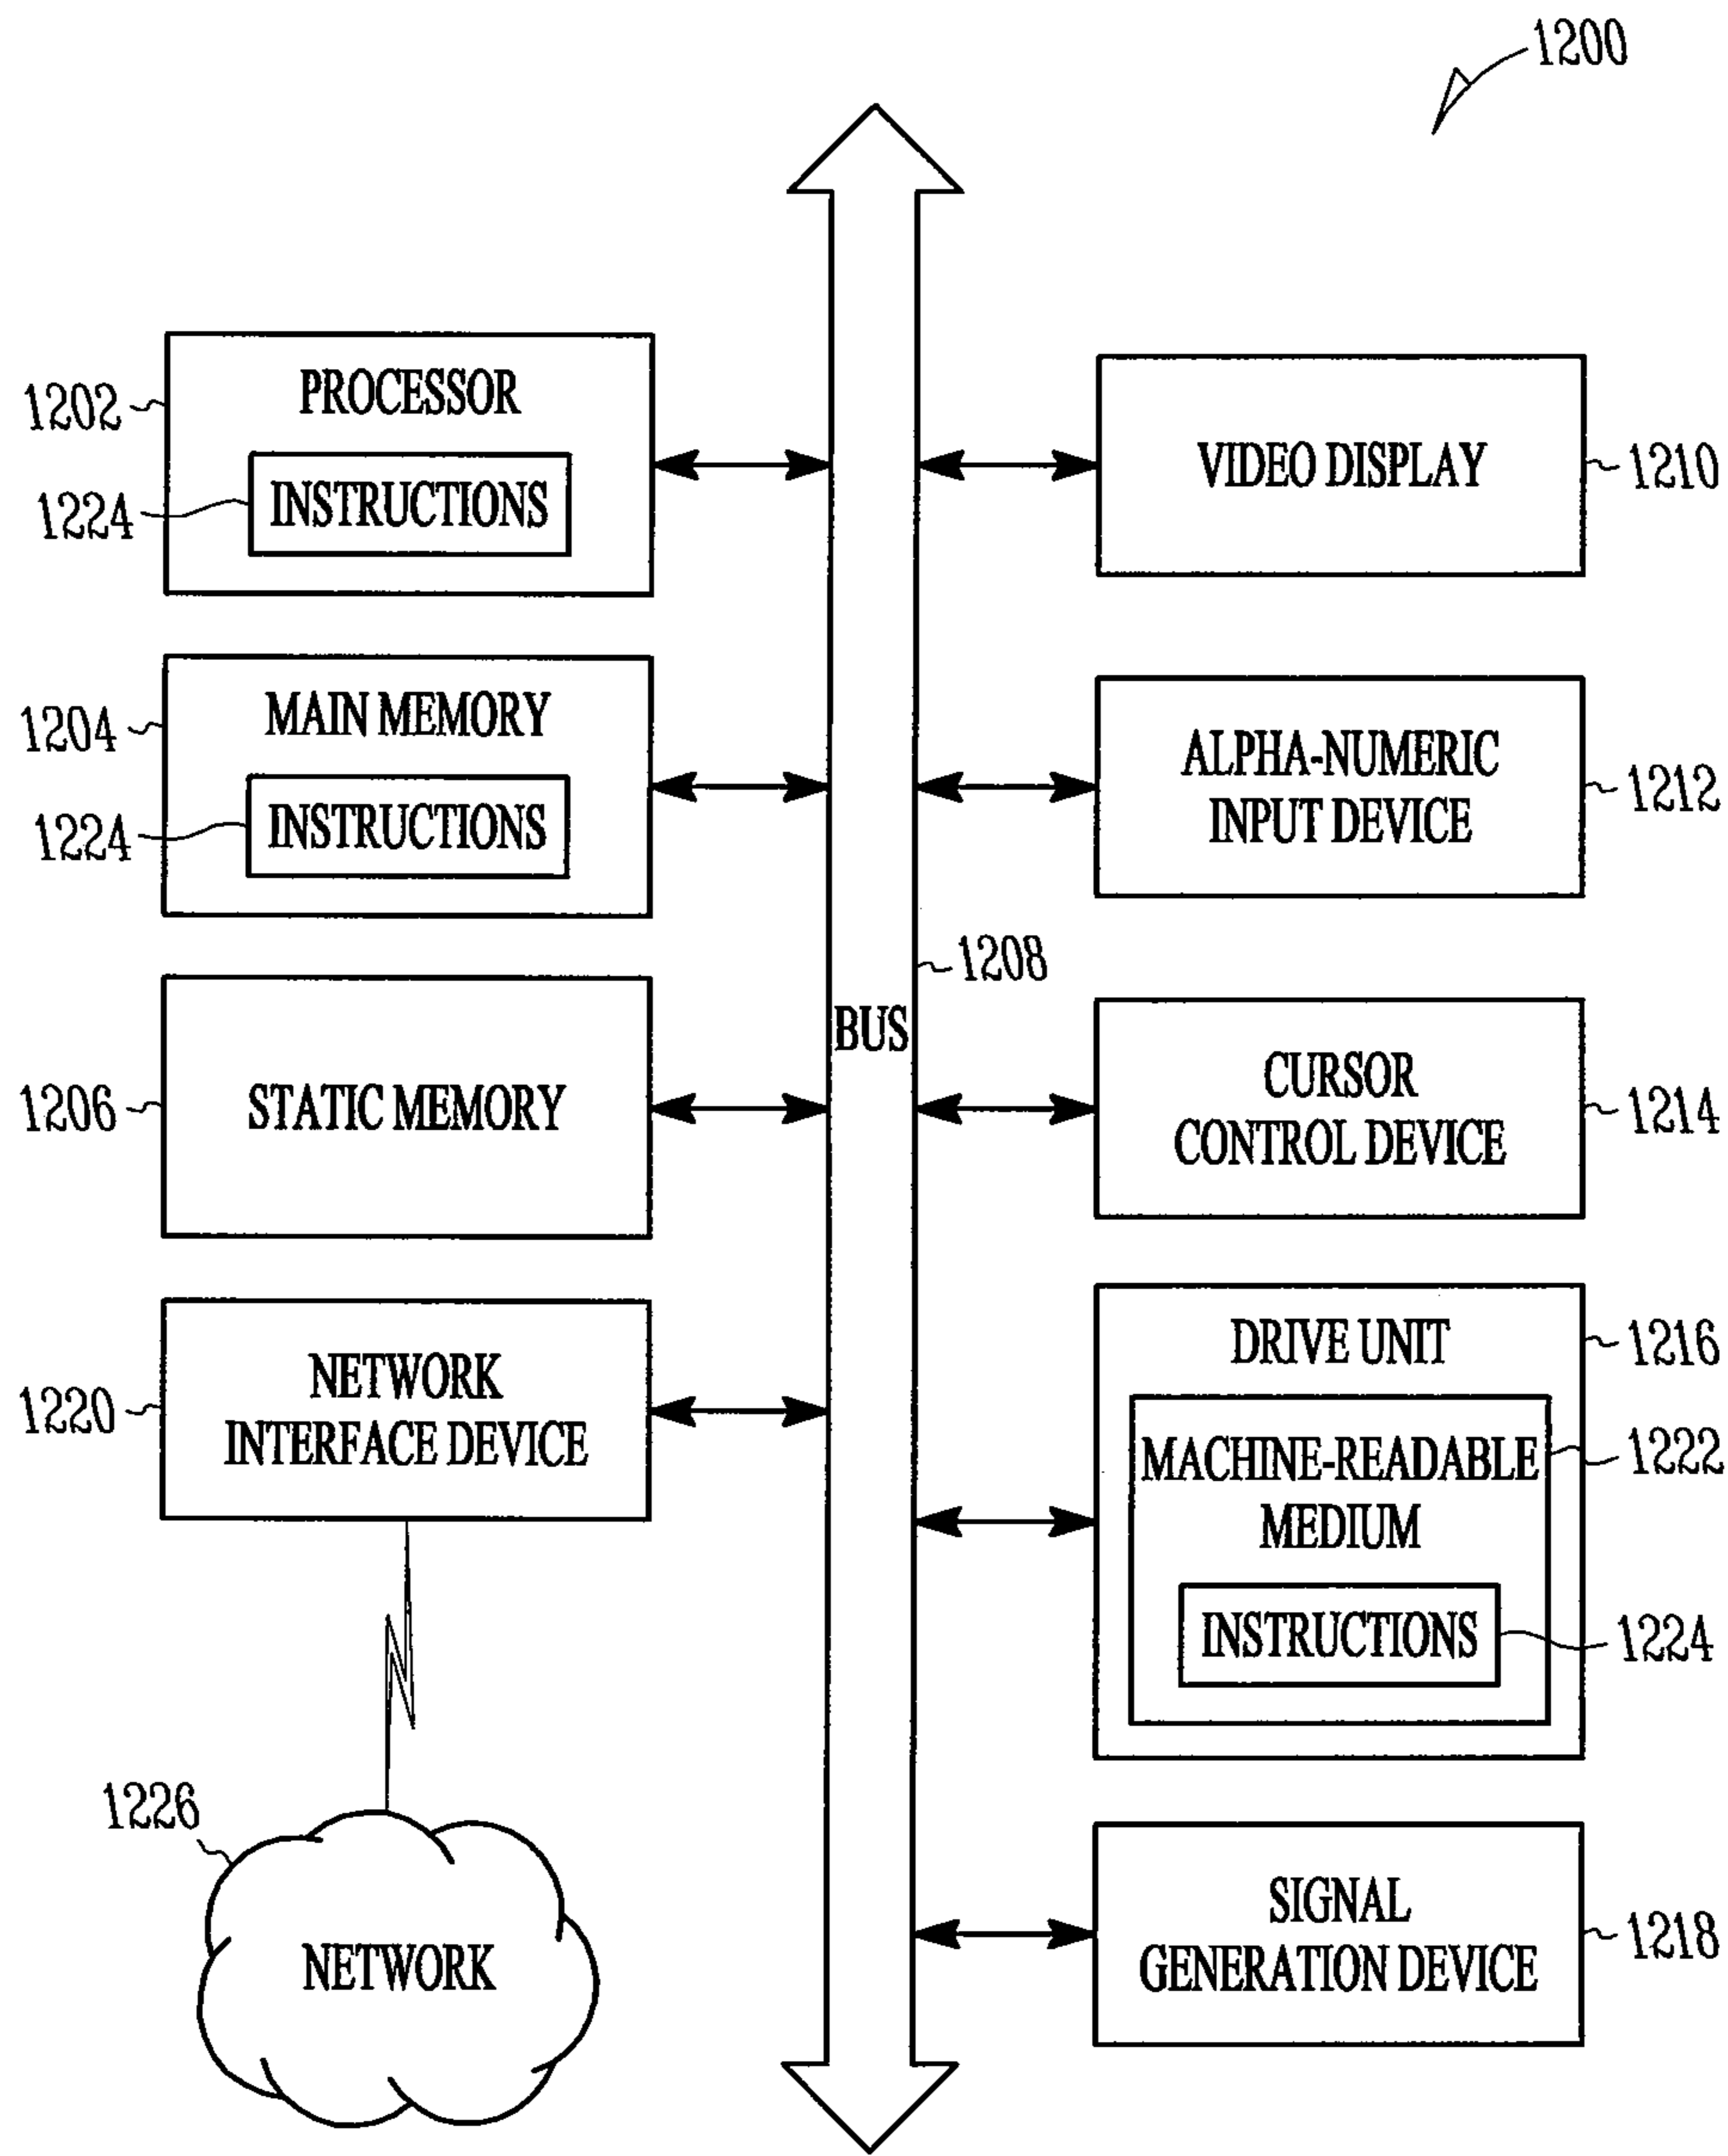 1200
PROCESSOR
1202
INSTRUCTIONS
1224
MAIN MEMORY
1204
INSTRUCTIONS
1224
STATIC MEMORY
1206
NETWORK
INTERFACE DEVICE
1220
1226
NETWORK
BUS
1208
VIDEO DISPLAY
1210
ALPHA-NUMERIC
INPUT DEVICE
1212
CURSOR
CONTROL DEVICE
1214
DRIVE UNIT
1216
MACHINE-READABLE
MEDIUM
1222
INSTRUCTIONS
1224
SIGNAL
GENERATION DEVICE
1218